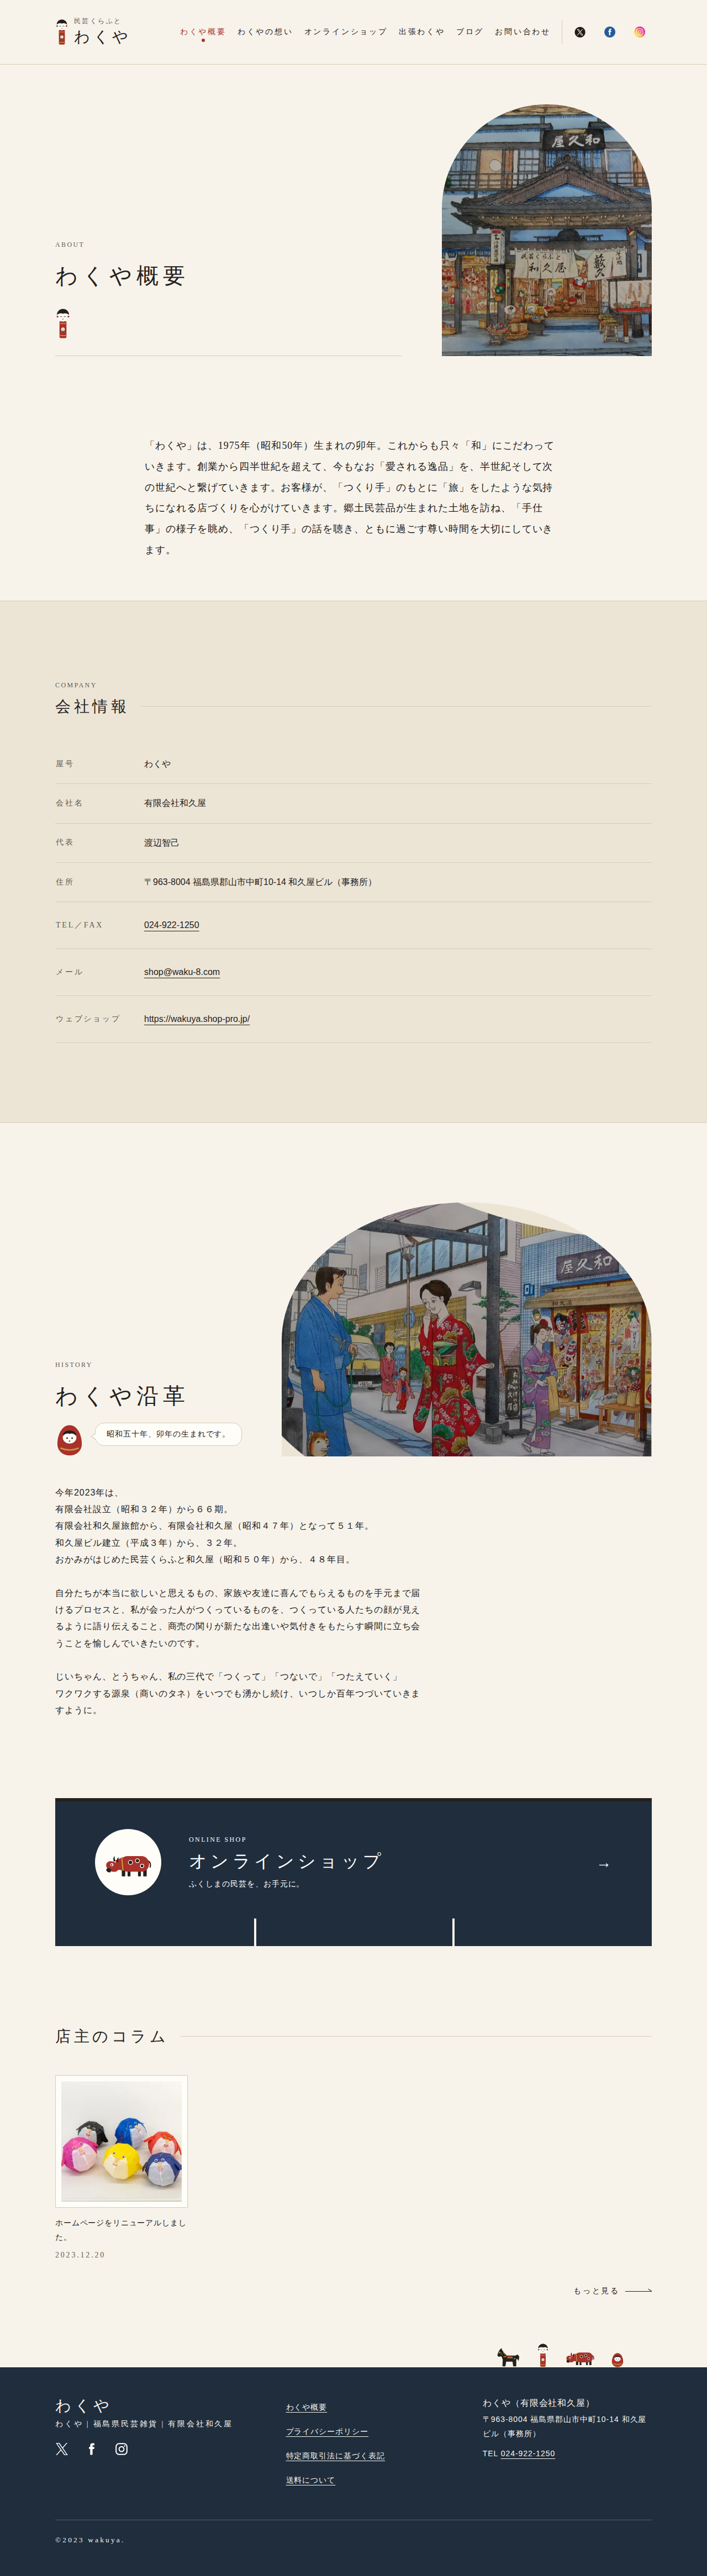 民芸くらふと
わくや
わくや概要 わくやの想い オンラインショップ 出張わくや ブログ お問い合わせ
和久屋
民芸くらふと
和久屋
ABOUT
わくや概要
「わくや」は、1975年（昭和50年）生まれの卯年。これからも只々「和」にこだわって
いきます。創業から四半世紀を超えて、今もなお「愛される逸品」を、半世紀そして次
の世紀へと繋げていきます。お客様が、「つくり手」のもとに「旅」をしたような気持
ちになれる店づくりを心がけていきます。郷土民芸品が生まれた土地を訪ね、「手仕
事」の様子を眺め、「つくり手」の話を聴き、ともに過ごす尊い時間を大切にしていき
ます。
COMPANY
会社情報
屋号 わくや
会社名 有限会社和久屋
代表 渡辺智己
住所 〒963-8004 福島県郡山市中町10-14 和久屋ビル（事務所）
TEL／FAX 024-922-1250
メール shop@waku-8.com
ウェブショップ https://wakuya.shop-pro.jp/
和久屋
HISTORY
わくや沿革
昭和五十年、卯年の生まれです。
今年2023年は、
有限会社設立（昭和３２年）から６６期。
有限会社和久屋旅館から、有限会社和久屋（昭和４７年）となって５１年。
和久屋ビル建立（平成３年）から、３２年。
おかみがはじめた民芸くらふと和久屋（昭和５０年）から、４８年目。
自分たちが本当に欲しいと思えるもの、家族や友達に喜んでもらえるものを手元まで届
けるプロセスと、私が会った人がつくっているものを、つくっている人たちの顔が見え
るように語り伝えること、商売の関りが新たな出逢いや気付きをもたらす瞬間に立ち会
うことを愉しんでいきたいのです。
じいちゃん、とうちゃん、私の三代で「つくって」「つないで」「つたえていく」
ワクワクする源泉（商いのタネ）をいつでも湧かし続け、いつしか百年つづいていきま
すように。
ONLINE SHOP
オンラインショップ
ふくしまの民芸を、お手元に。
→
店主のコラム
ホームページをリニューアルしまし
た。
2023.12.20
もっと見る
わくや
わくや｜福島県民芸雑貨｜有限会社和久屋
わくや概要
プライバシーポリシー
特定商取引法に基づく表記
送料について
わくや（有限会社和久屋）
〒963-8004 福島県郡山市中町10-14 和久屋
ビル（事務所）
TEL 024-922-1250
©2023 wakuya.